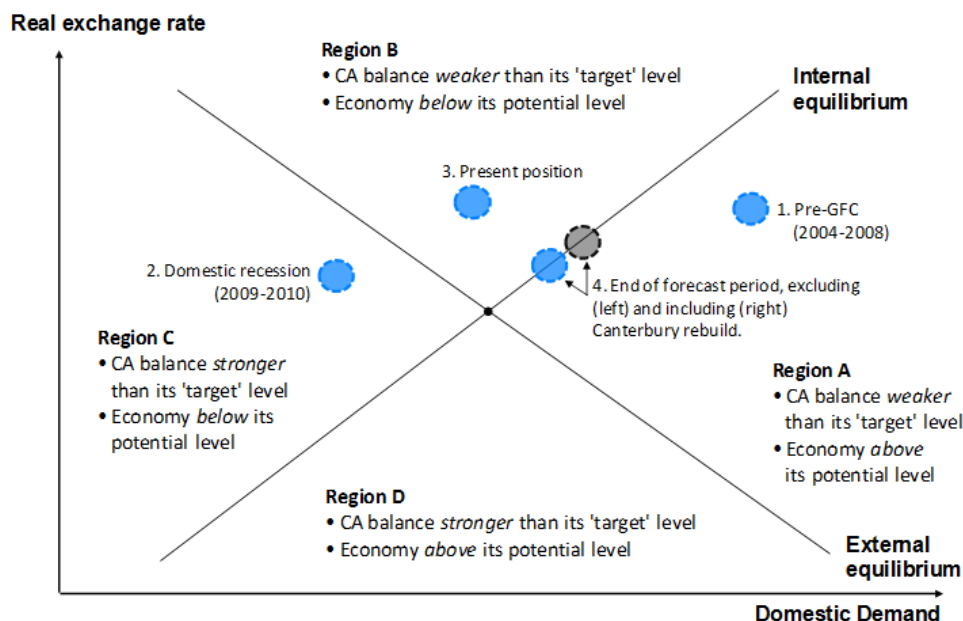 Real exchange rate
Region B
• CA balance weaker than its 'target' level
• Economy below its potential level
Internal
equilibrium
3. Present position
1. Pre-GFC
(2004-2008)
2. Domestic recession
(2009-2010)
4. End of forecast period, excluding
(left) and including (right)
Canterbury rebuild.
Region C
• CA balance stronger
than its 'target' level
• Economy below its
potential level
Region A
• CA balance weaker
than its 'target' level
• Economy above
its potential level
Region D
• CA balance stronger than its 'target' level
• Economy above its potential level
External
equilibrium
Domestic Demand